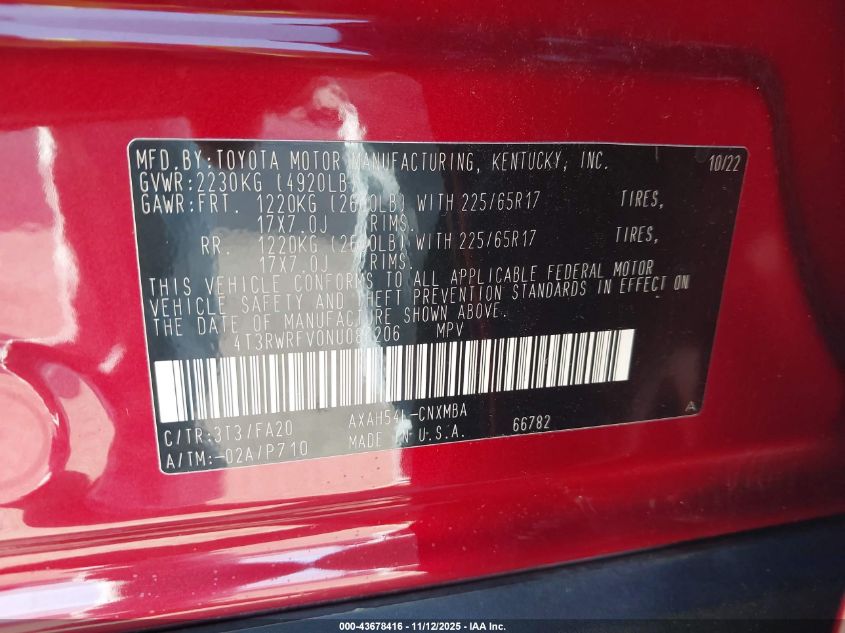 MFD.BY:TOYOTA MOTOR MANUFACTURING, KENTUCKY, INC. 10/22
GVWR:2230KG (4920LB)
GAWR:FRT. 1220KG WITH 225/65R17 TIRES,
17X7.0J RIMS.
RR. 1220KG WITH 225/65R17 TIRES,
17X7.0J RIMS.
THIS VEHICLE CONFORMS TO ALL APPLICABLE FEDERAL MOTOR
VEHICLE SAFETY AND THEFT PREVENTION STANDARDS IN EFFECT ON
THE DATE OF MANUFACTURE SHOWN ABOVE.
MPV
C/TR:3T3/FA20 AXAH54L-CNXMBA
A/TM:-02A/P710 MADE IN U.S.A. 66782 A
000-43678416 - 11/12/2025 - IAA Inc.